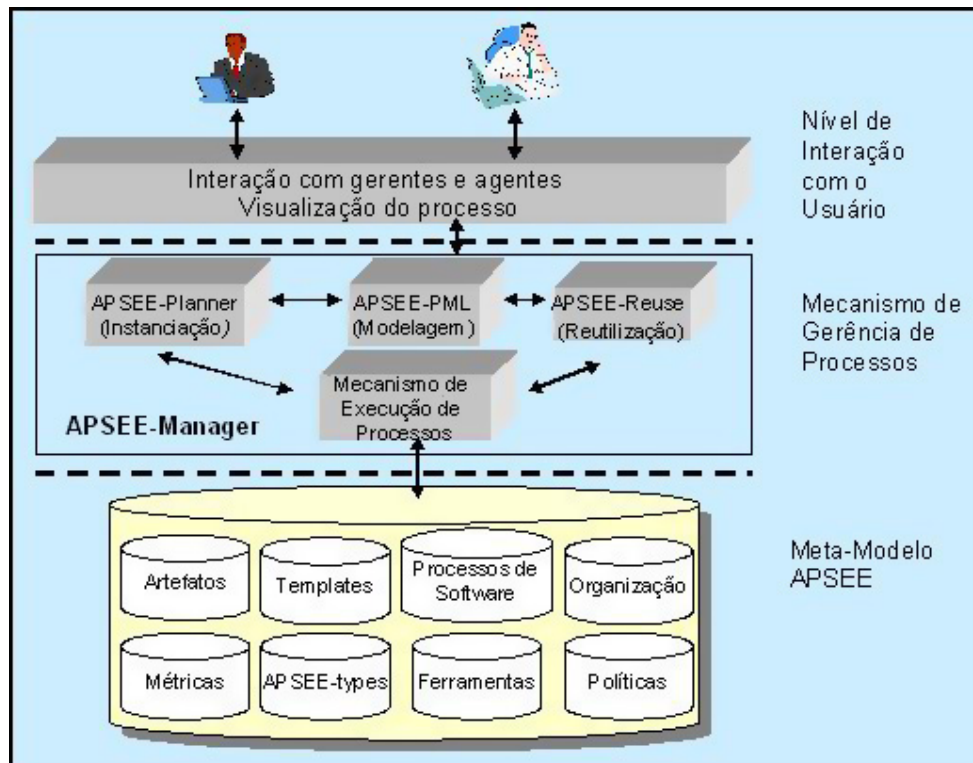 Interação com gerentes e agentes
Visualização do processo
Nível de
Interação
com o
Usuário
APSEE-Planner
(Instanciação)
APSEE-PML
(Modelagem)
APSEE-Reuse
(Reutilização)
Mecanismo de
Execução de
Processos
APSEE-Manager
Mecanismo de
Gerência de
Processos
Artefatos
Templates
Processos de
Software
Organização
Métricas
APSEE-types
Ferramentas
Políticas
Meta-Modelo
APSEE